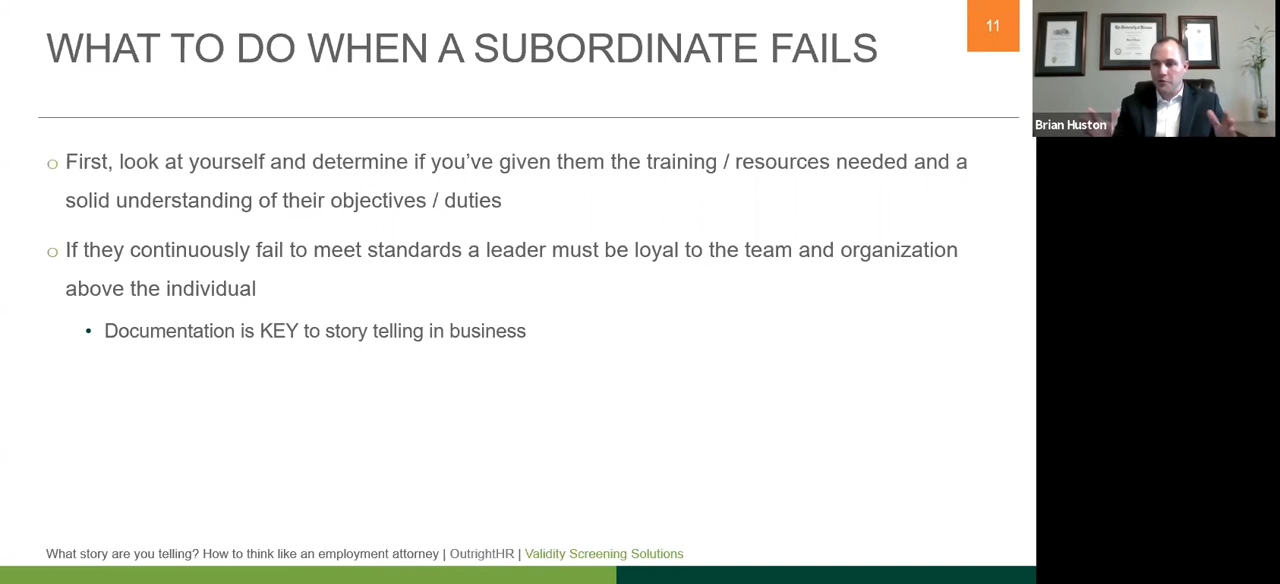 WHAT TO DO WHEN A SUBORDINATE FAILS
11
o First, look at yourself and determine if you've given them the training / resources needed and a
solid understanding of their objectives / duties
o If they continuously fail to meet standards a leader must be loyal to the team and organization
above the individual
• Documentation is KEY to story telling in business
What story are you telling? How to think like an employment attorney | OutrightHR | Validity Screening Solutions
Brian Huston